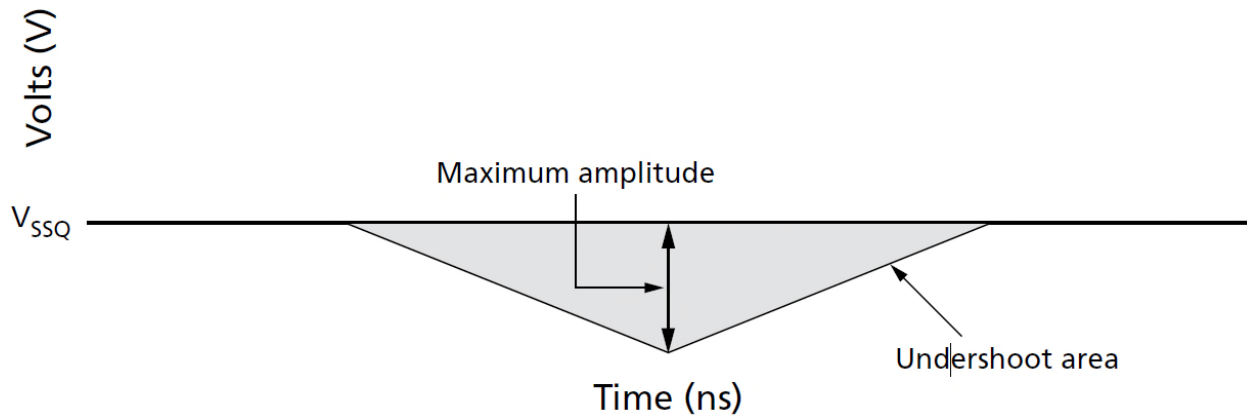 Volts (V)
Maximum amplitude
VSSQ
Undershoot area
Time (ns)